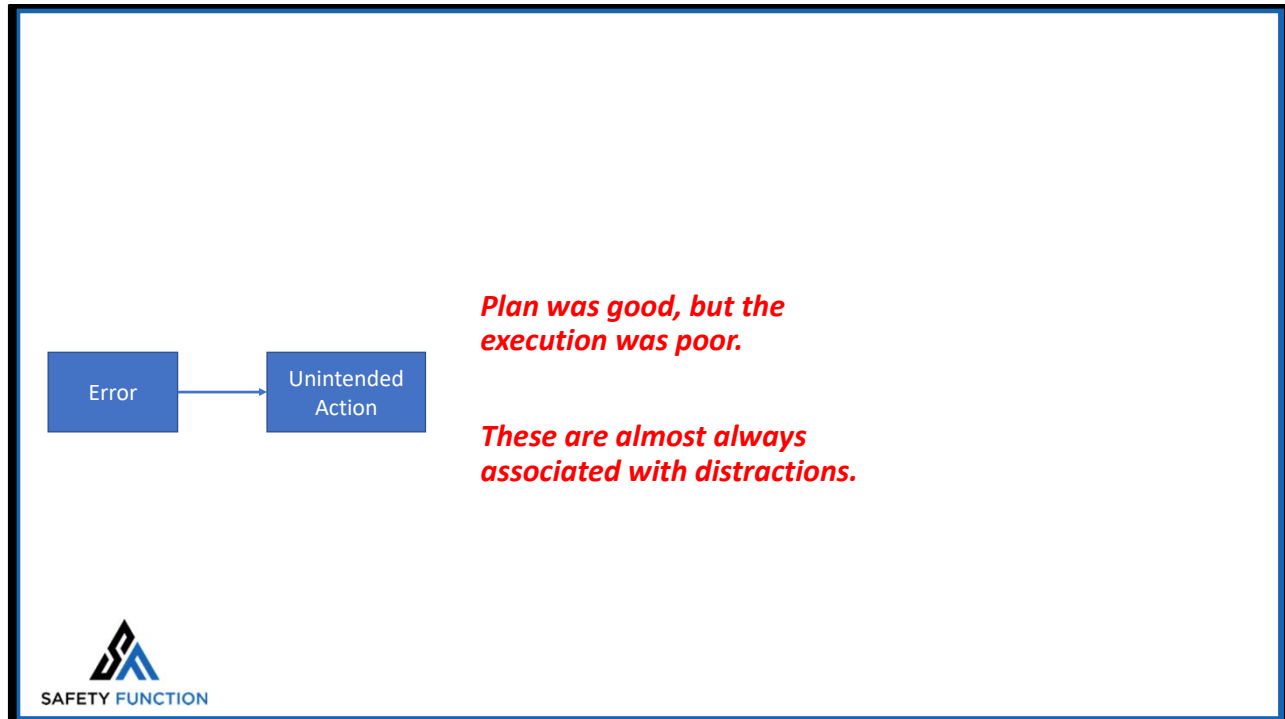 Plan was good, but the
execution was poor.
Error
Unintended
Action
These are almost always
associated with distractions.
SAFETY FUNCTION